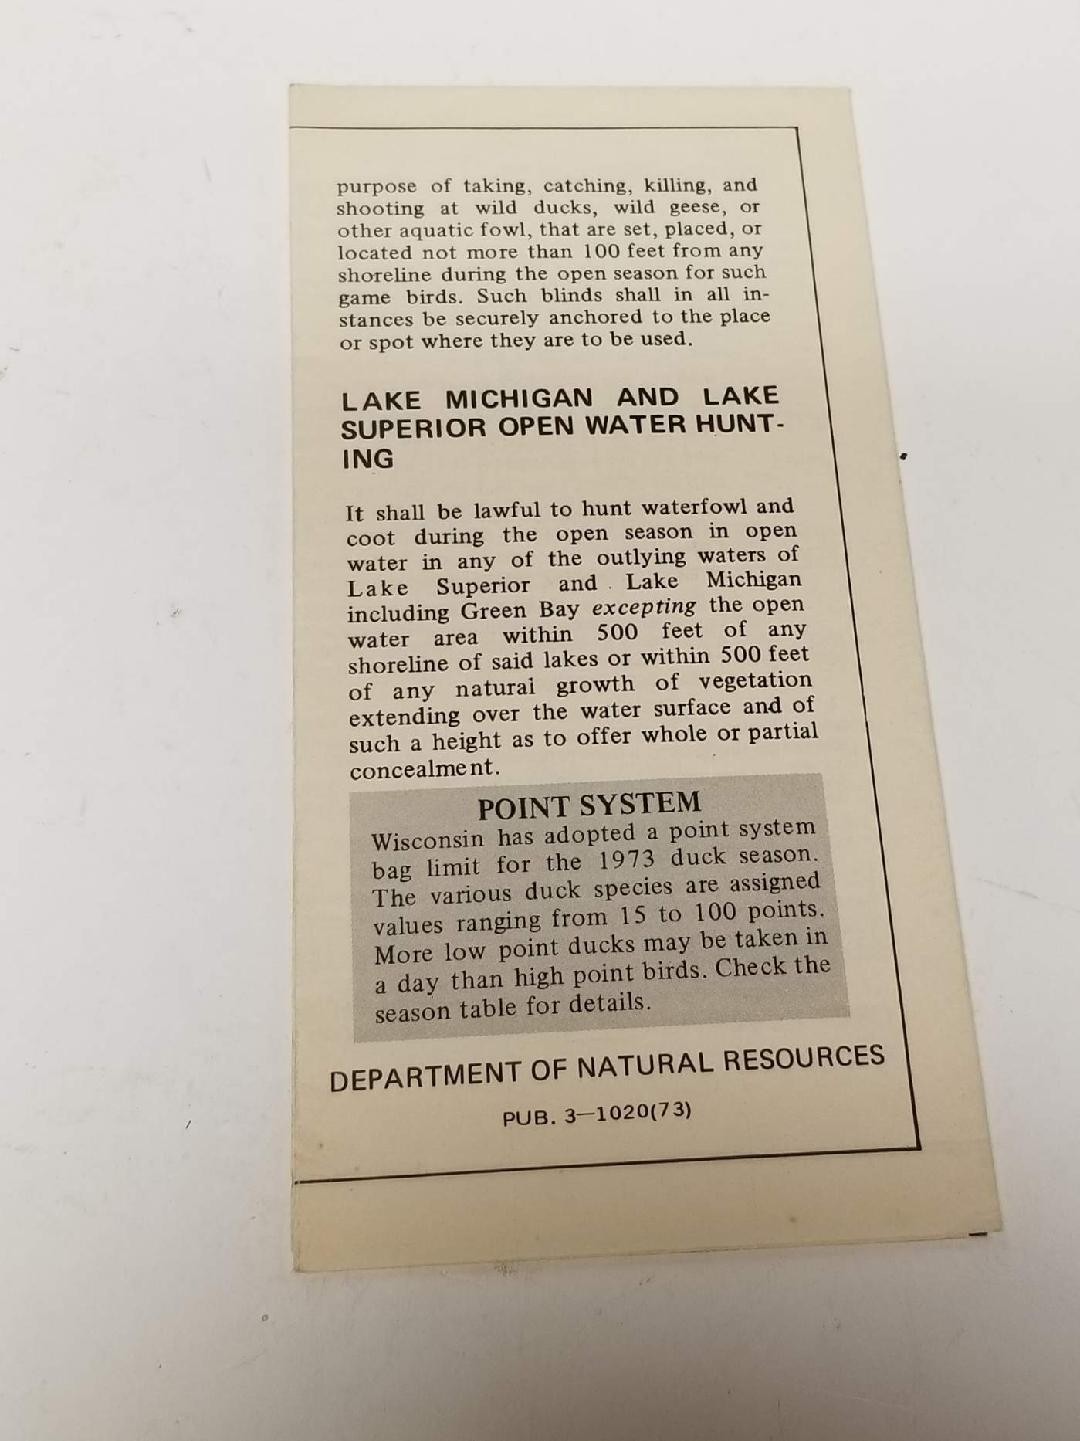 purpose of taking, catching, killing, and
shooting at wild ducks, wild geese, or
other aquatic fowl, that are set, placed, or
located not more than 100 feet from any
shoreline during the open season for such
game birds. Such blinds shall in all in-
stances be securely anchored to the place
or spot where they are to be used.
LAKE MICHIGAN AND LAKE
SUPERIOR OPEN WATER HUNT-
ING
It shall be lawful to hunt waterfowl and
coot during the open season in open
water in any of the outlying waters of
Lake Superior and Lake Michigan
including Green Bay excepting the open
water area within 500 feet of any
shoreline of said lakes or within 500 feet
of any natural growth of vegetation
extending over the water surface and of
such a height as to offer whole or partial
concealment.
POINT SYSTEM
Wisconsin has adopted a point system
bag limit for the 1973 duck season.
The various duck species are assigned
values ranging from 15 to 100 points.
More low point ducks may be taken in
a day than high point birds. Check the
season table for details.
DEPARTMENT OF NATURAL RESOURCES
PUB. 3—1020(73)